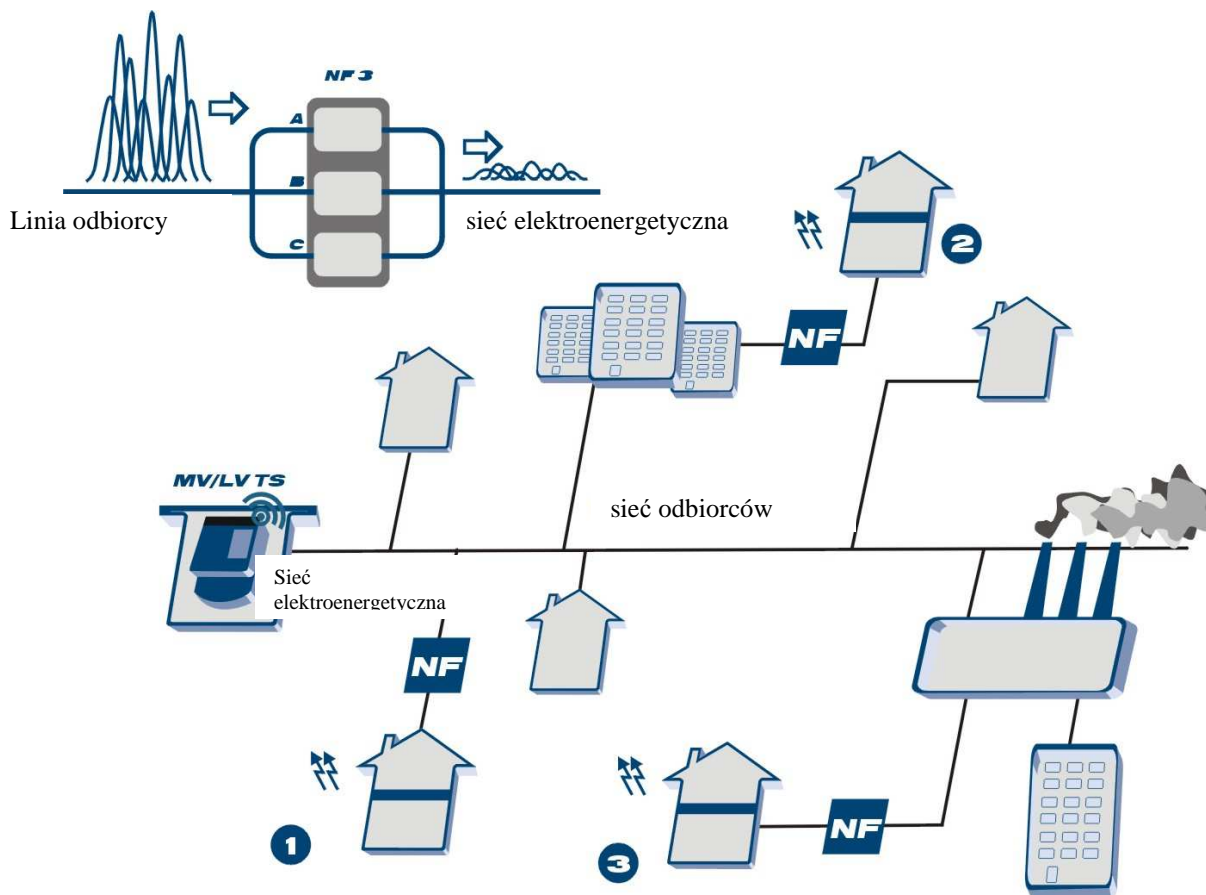 NF 3
A
B
C
Linia odbiorcy
sieć elektroenergetyczna
2
NF
MV/LV TS
sieć odbiorców
Sieć
elektroenergetyczna
NF
1
3
NF